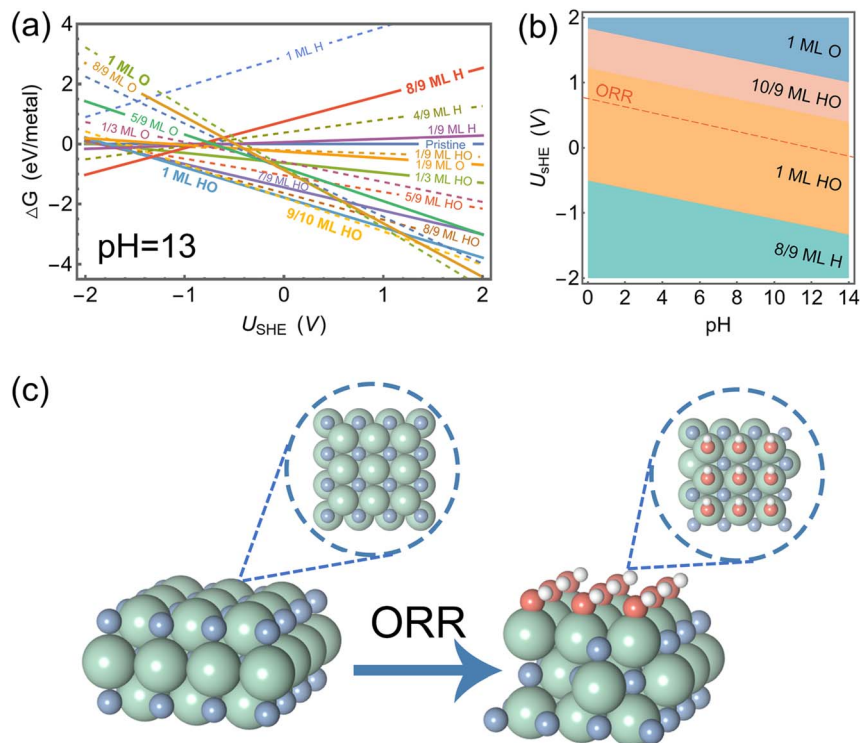 (a)
4
2
0
−2
−4
−2
−1
0
1
2
ΔG (eV/metal)
U_SHE (V)
pH=13
1 ML O
8/9 ML O
5/9 ML O
1/3 ML O
1 ML H
8/9 ML H
4/9 ML H
1/9 ML H
Pristine
1/9 ML HO
1/9 ML O
1/3 ML HO
5/9 ML HO
7/9 ML HO
8/9 ML HO
1 ML HO
9/10 ML HO
(b)
2
1
0
−1
−2
0
2
4
6
8
10
12
14
U_SHE (V)
pH
1 ML O
10/9 ML HO
ORR
1 ML HO
8/9 ML H
(c)
ORR